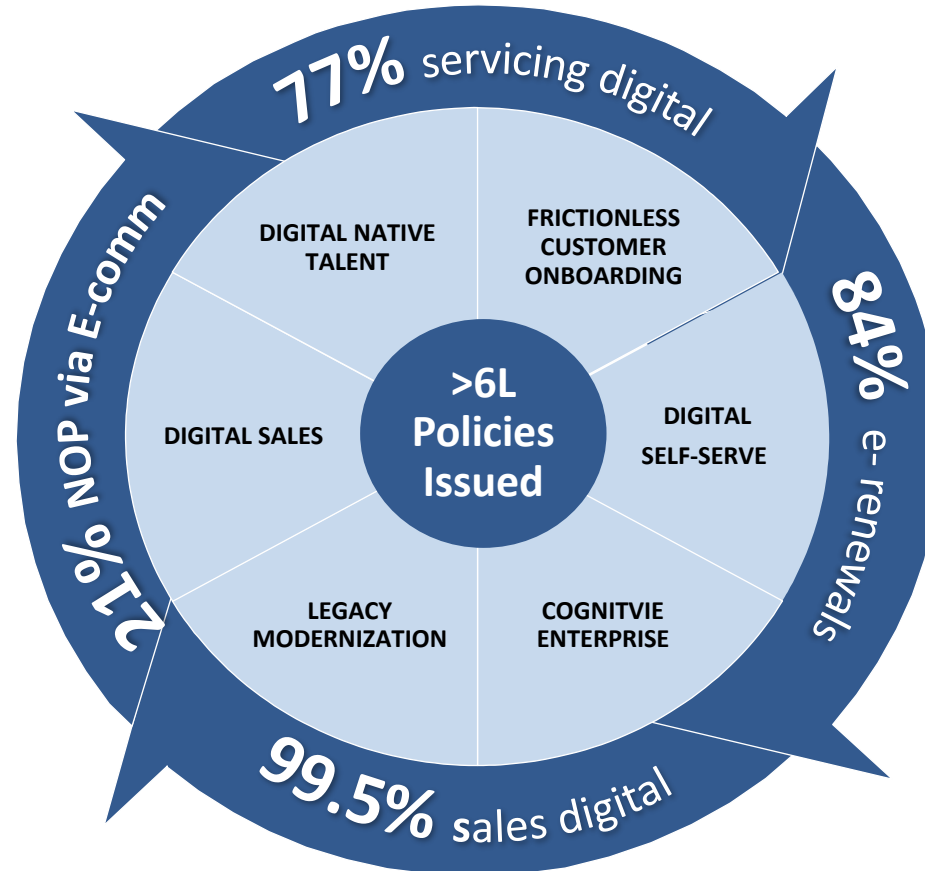 77% servicing digital
84% e- renewals
99.5% sales digital
21% NOP via E-comm
DIGITAL NATIVE
TALENT
FRICTIONLESS
CUSTOMER
ONBOARDING
DIGITAL SALES
>6L
Policies
Issued
DIGITAL
SELF-SERVE
LEGACY
MODERNIZATION
COGNITVIE
ENTERPRISE